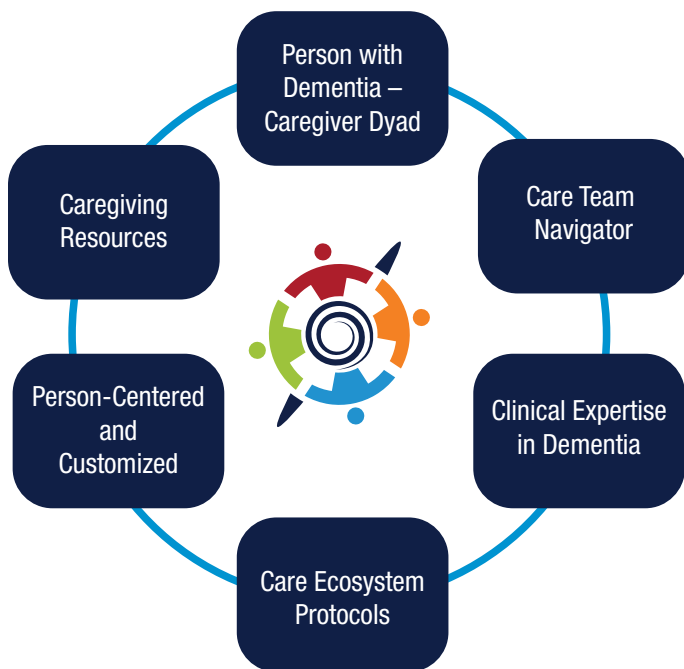 Person with
Dementia –
Caregiver Dyad
Care Team
Navigator
Clinical Expertise
in Dementia
Care Ecosystem
Protocols
Person-Centered
and
Customized
Caregiving
Resources